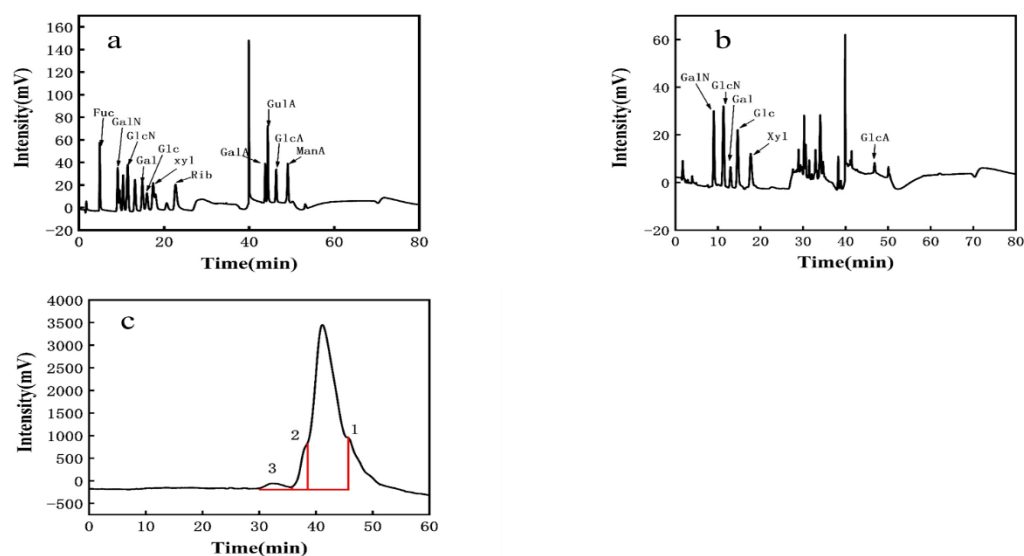 a
Intensity(mV)
160
140
120
100
80
60
40
20
0
−20
Fuc
GalN
GlcN
Gal
Glc
xyl
Rib
GalA
GulA
GlcA
ManA
0 20 40 60 80
Time(min)
b
Intensity(mV)
60
40
20
0
−20
GalN
GlcN
Gal
Glc
Xyl
GlcA
0 10 20 30 40 50 60 70 80
Time(min)
c
Intensity(mV)
4000
3500
3000
2500
2000
1500
1000
500
0
−500
3
2
1
0 10 20 30 40 50 60
Time(min)